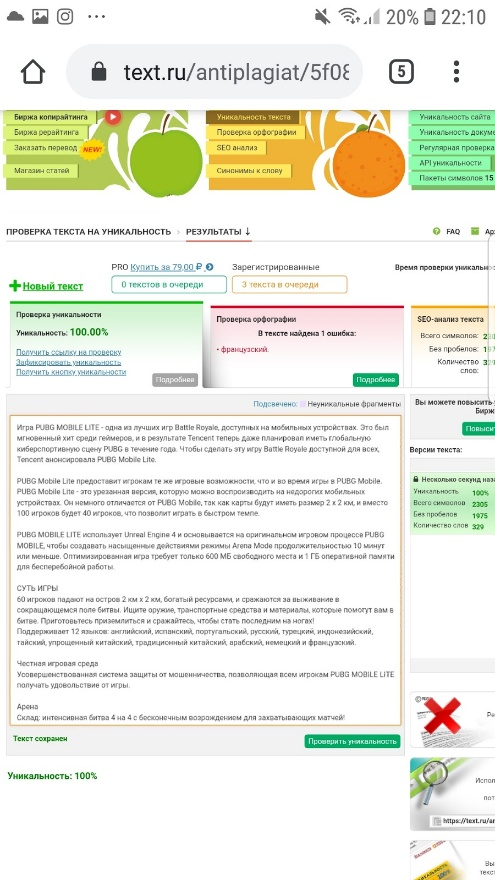 20% 22:10
text.ru/antiplagiat/5f08
5
Биржа копирайтинга
Биржа рерайтинга
Заказать перевод
NEW!
Магазин статей
Уникальность текста
Проверка орфографии
SEO анализ
Синонимы к слову
Уникальность сайта
Уникальность докуме
Регулярная проверка
API уникальности
Пакеты символов 15
ПРОВЕРКА ТЕКСТА НА УНИКАЛЬНОСТЬ РЕЗУЛЬТАТЫ ↓
FAQ
Ар
Новый текст
PRO Купить за 79,00 ₽
0 текстов в очереди
Зарегистрированные
3 текста в очереди
Время проверки уникально
Проверка уникальности
Уникальность: 100.00%
Получить ссылку на проверку
Зафиксировать уникальность
Получить кнопку уникальности
Подробнее
Проверка орфографии
В тексте найдена 1 ошибка:
• французский.
Подробнее
SEO-анализ текста
Всего символов:
Без пробелов:
Количество
слов:
Подсвечено: Неуникальные фрагменты
Игра PUBG MOBILE LITE - одна из лучших игр Battle Royale, доступных на мобильных устройствах. Это был
мгновенный хит среди геймеров, и в результате Tencent теперь даже планировал иметь глобальную
киберспортивную сцену PUBG в течение года. Чтобы сделать эту игру Battle Royale доступной для всех,
Tencent анонсировала PUBG Mobile Lite.
PUBG Mobile Lite предоставит игрокам те же игровые возможности, что и во время игры в PUBG Mobile.
PUBG Mobile Lite - это урезанная версия, которую можно воспроизводить на недорогих мобильных
устройствах. Он немного отличается от PUBG Mobile, так как карты будут иметь размер 2 x 2 км, и вместо
100 игроков будет 40 игроков, что позволит играть в быстром темпе.
PUBG MOBILE LITE использует Unreal Engine 4 и основывается на оригинальном игровом процессе PUBG
MOBILE, чтобы создавать насыщенные действиями режимы Arena Mode продолжительностью 10 минут
или меньше. Оптимизированная игра требует только 600 МБ свободного места и 1 ГБ оперативной памяти
для бесперебойной работы.
СУТЬ ИГРЫ
60 игроков падают на остров 2 км x 2 км, богатый ресурсами, и сражаются за выживание в
сокращающемся поле битвы. Ищите оружие, транспортные средства и материалы, которые помогут вам в
битве. Приготовьтесь приземлиться и сражайтесь, чтобы стать последним на ногах!
Поддерживает 12 языков: английский, испанский, португальский, русский, турецкий, индонезийский,
тайский, упрощенный китайский, традиционный китайский, арабский, немецкий и французский.
Честная игровая среда
Усовершенствованная система защиты от мошенничества, позволяющая всем игрокам PUBG MOBILE LITE
получать удовольствие от игры.
Арена
Склад: интенсивная битва 4 на 4 с бесконечным возрождением для захватывающих матчей!
Текст сохранен
Проверить уникальность
Уникальность: 100%
Вы можете повысить
Бирж
Повысит
Версии текста:
Несколько секунд наза
Уникальность 100%
Всего символов 2305
Без пробелов 1975
Количество слов 329
Ре
Испол
пот
https://text.ru/ar
Вы
тек